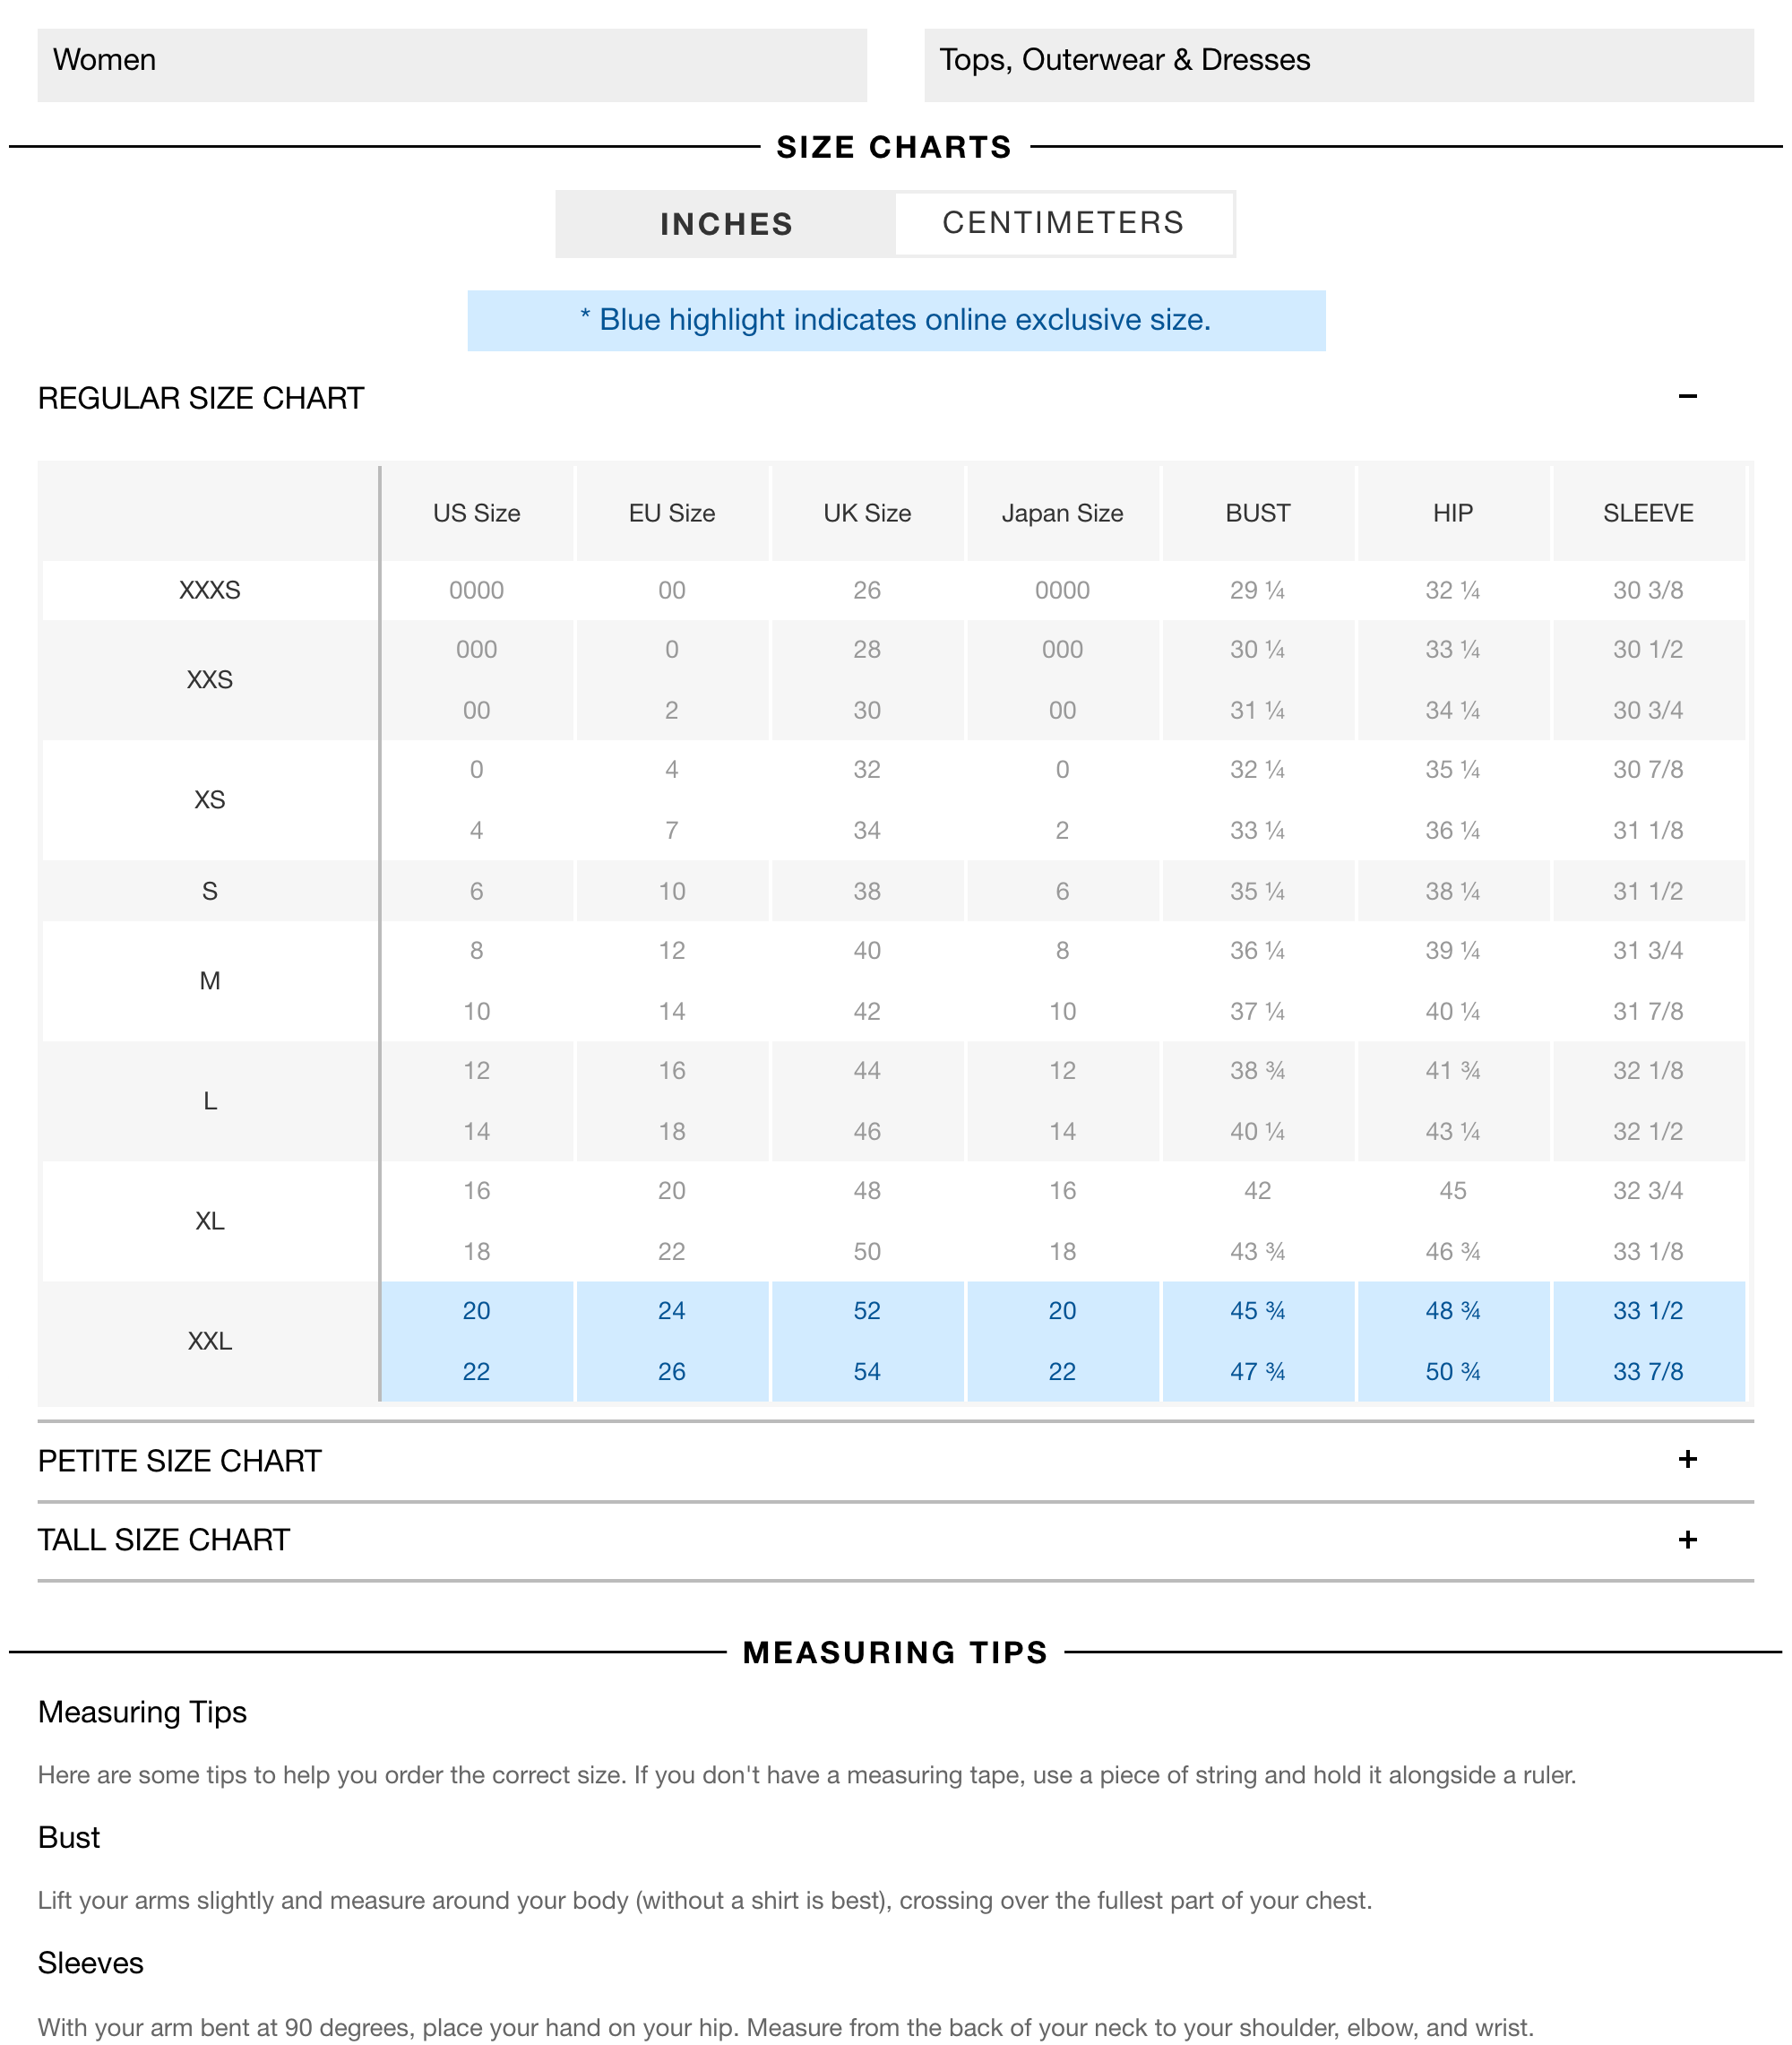 Women
Tops, Outerwear & Dresses
SIZE CHARTS
INCHES CENTIMETERS
* Blue highlight indicates online exclusive size.
REGULAR SIZE CHART −
US Size EU Size UK Size Japan Size BUST HIP SLEEVE
XXXS 0000 00 26 0000 29 ¼ 32 ¼ 30 3/8
XXS
000 0 28 000 30 ¼ 33 ¼ 30 1/2
00 2 30 00 31 ¼ 34 ¼ 30 3/4
XS
0 4 32 0 32 ¼ 35 ¼ 30 7/8
4 7 34 2 33 ¼ 36 ¼ 31 1/8
S 6 10 38 6 35 ¼ 38 ¼ 31 1/2
M
8 12 40 8 36 ¼ 39 ¼ 31 3/4
10 14 42 10 37 ¼ 40 ¼ 31 7/8
L
12 16 44 12 38 ¾ 41 ¾ 32 1/8
14 18 46 14 40 ¼ 43 ¼ 32 1/2
XL
16 20 48 16 42 45 32 3/4
18 22 50 18 43 ¾ 46 ¾ 33 1/8
XXL
20 24 52 20 45 ¾ 48 ¾ 33 1/2
22 26 54 22 47 ¾ 50 ¾ 33 7/8
PETITE SIZE CHART +
TALL SIZE CHART +
MEASURING TIPS
Measuring Tips
Here are some tips to help you order the correct size. If you don't have a measuring tape, use a piece of string and hold it alongside a ruler.
Bust
Lift your arms slightly and measure around your body (without a shirt is best), crossing over the fullest part of your chest.
Sleeves
With your arm bent at 90 degrees, place your hand on your hip. Measure from the back of your neck to your shoulder, elbow, and wrist.